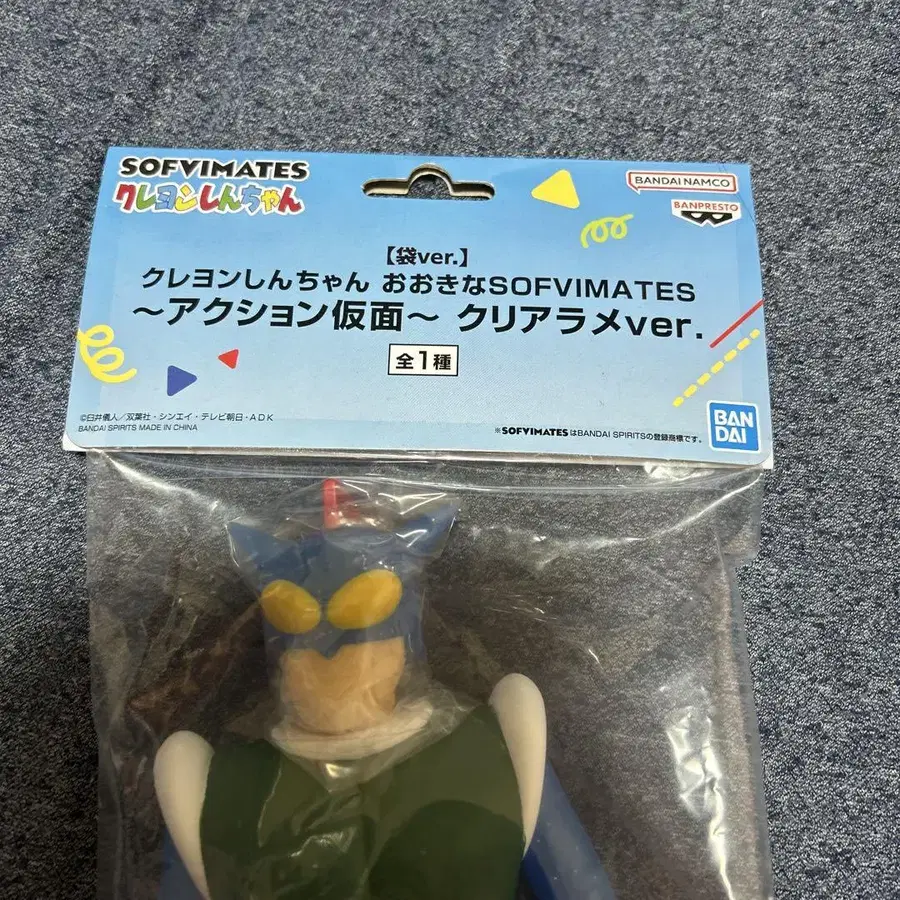 SOFVIMATES
クレヨンしんちゃん
BANDAI NAMCO
BANPRESTO
【袋ver.】
クレヨンしんちゃん おおきなSOFVIMATES
～アクション仮面～ クリアラメver.
全1種
©臼井儀人／双葉社・シンエイ・テレビ朝日・ADK
BANDAI SPIRITS MADE IN CHINA
※SOFVIMATESはBANDAI SPIRITSの登録商標です。
BAN
DAI